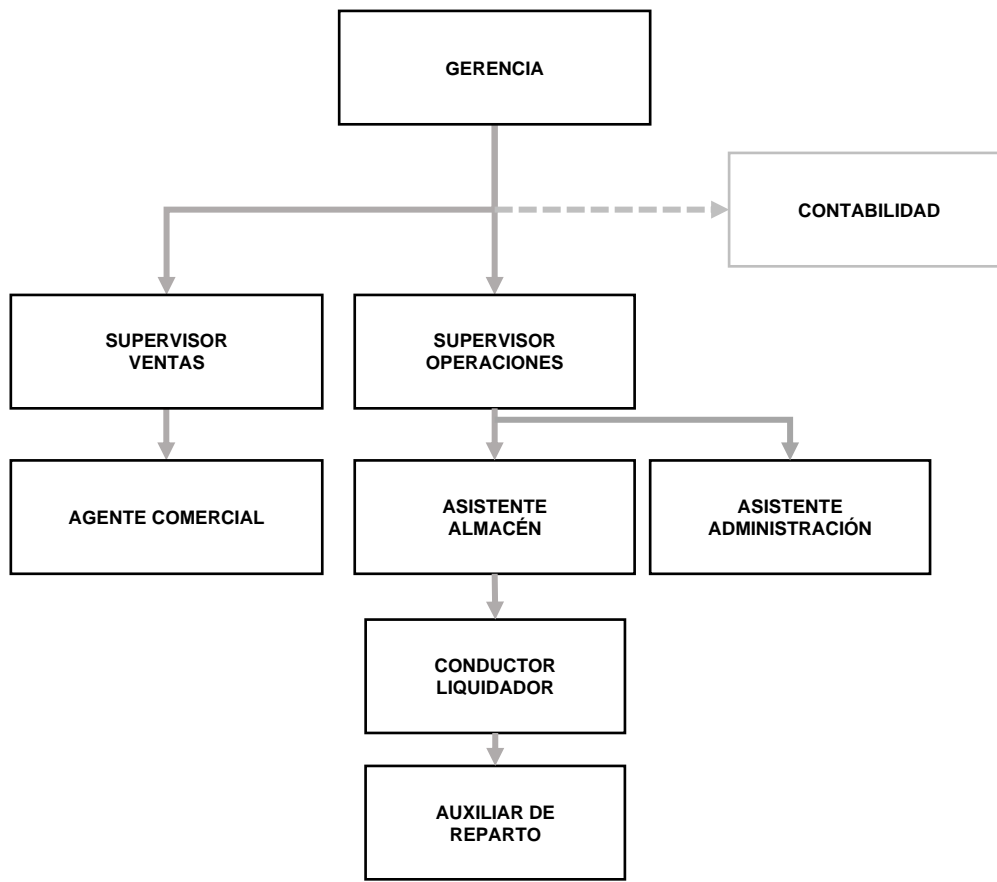 GERENCIA
CONTABILIDAD
SUPERVISOR
VENTAS
SUPERVISOR
OPERACIONES
AGENTE COMERCIAL
ASISTENTE
ALMACÉN
ASISTENTE
ADMINISTRACIÓN
CONDUCTOR
LIQUIDADOR
AUXILIAR DE
REPARTO